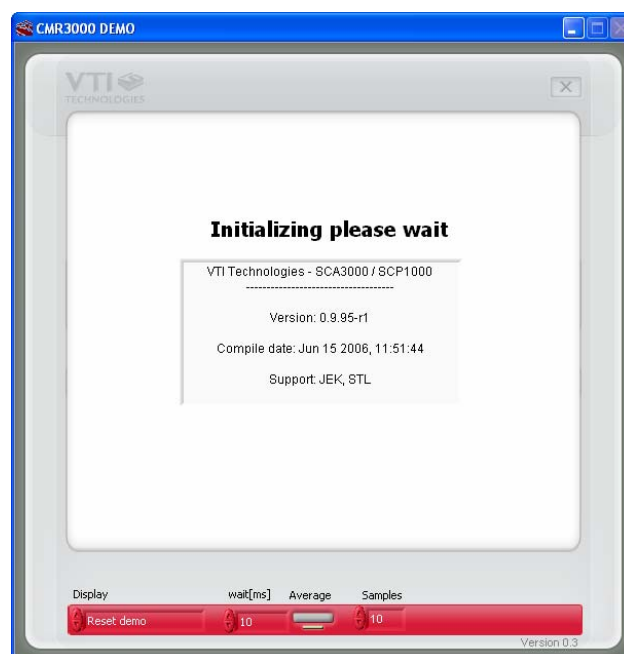 CMR3000 DEMO
VTI
TECHNOLOGIES
Initializing please wait
VTI Technologies - SCA3000 / SCP1000
------------------------------------
Version: 0.9.95-r1
Compile date: Jun 15 2006, 11:51:44
Support: JEK, STL
Display wait[ms] Average Samples
Reset demo 10 10
Version 0.3